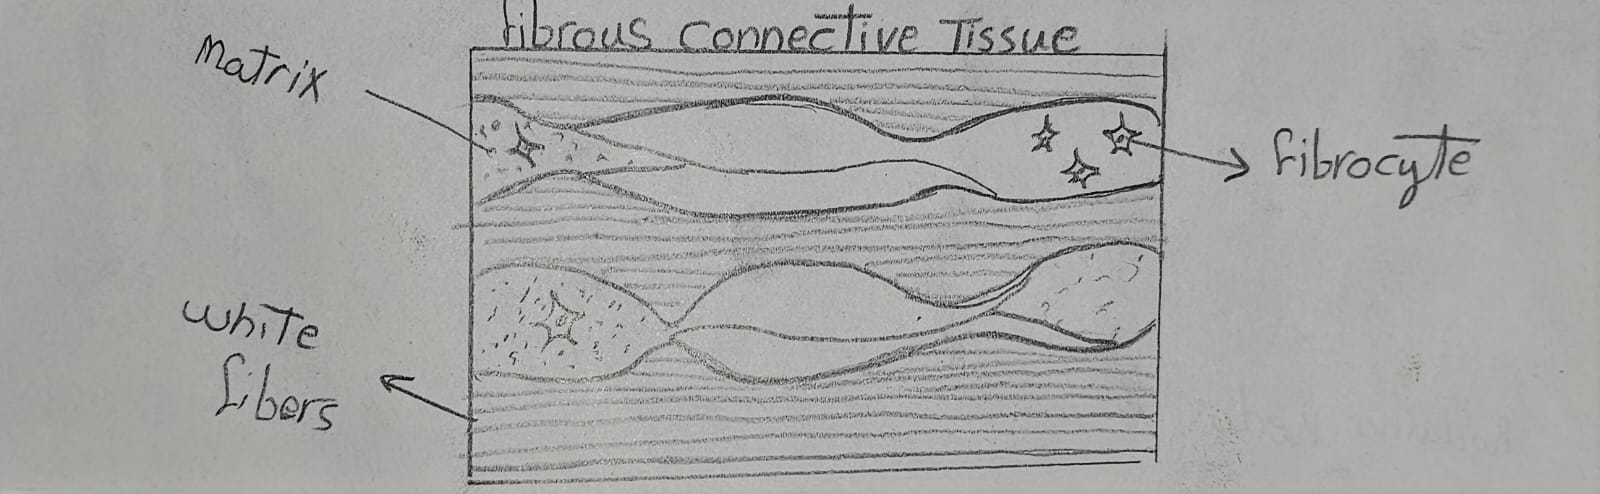 fibrous connective Tissue
Matrix
fibrocyte
white
fibers